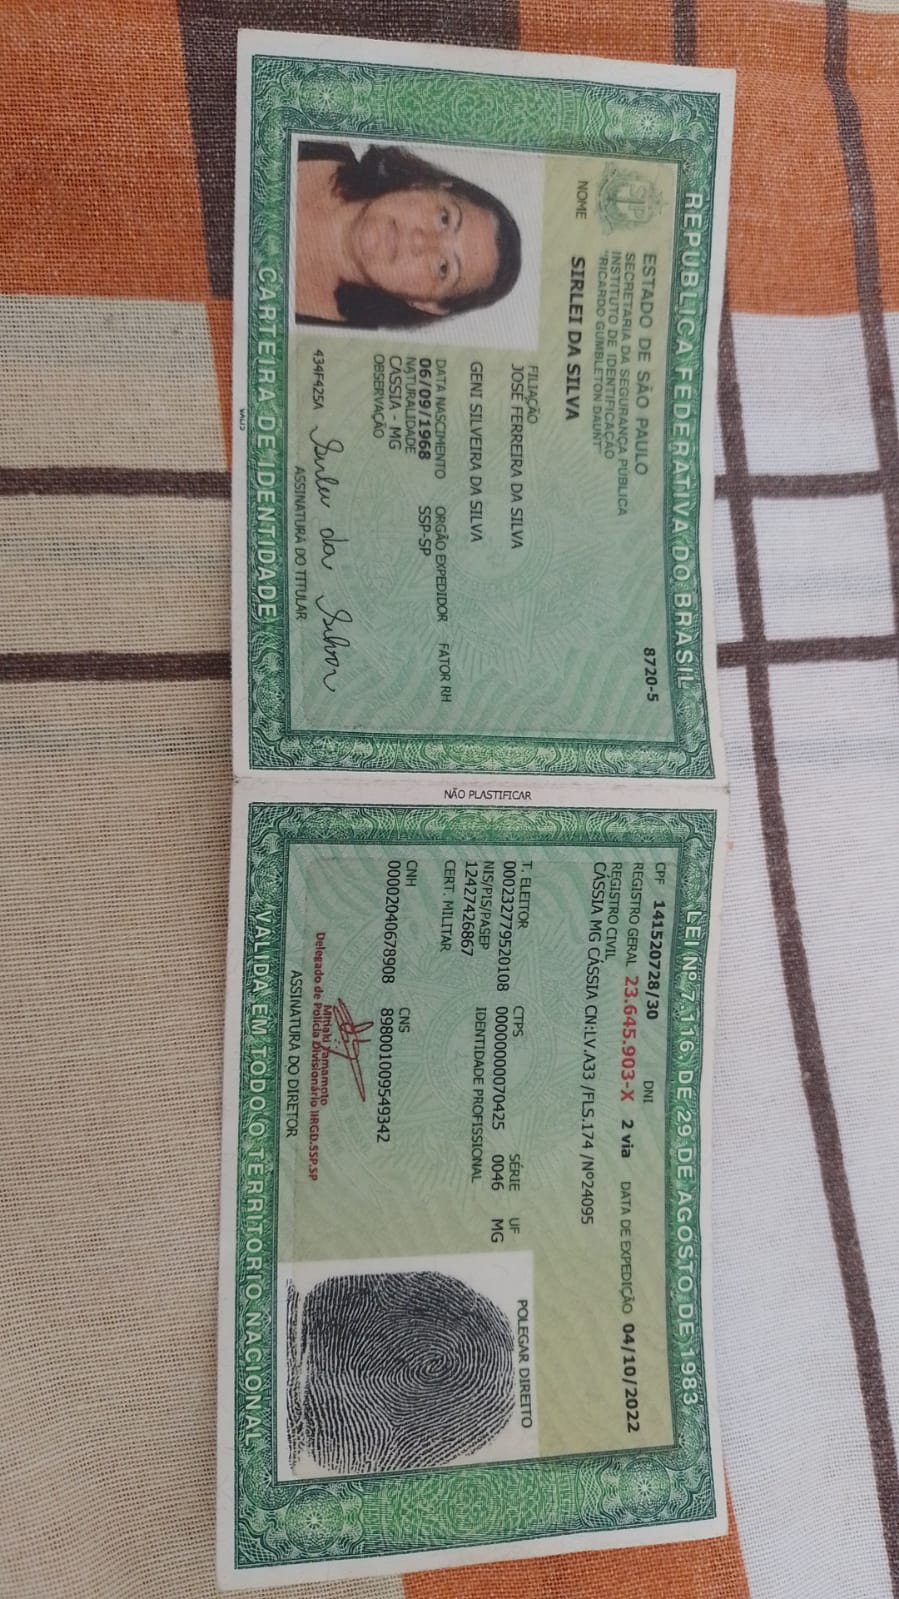 REPÚBLICA FEDERATIVA DO BRASIL
ESTADO DE SÃO PAULO
SECRETARIA DA SEGURANÇA PÚBLICA
INSTITUTO DE IDENTIFICAÇÃO
"RICARDO GUMBLETON DAUNT"
8720-5
NOME SIRLEI DA SILVA
FILIAÇÃO
JOSÉ FERREIRA DA SILVA
GENI SILVEIRA DA SILVA
DATA NASCIMENTO ORGÃO EXPEDIDOR FATOR RH
06/09/1968 SSP-SP
NATURALIDADE
CÁSSIA - MG
OBSERVAÇÃO
434F425A Sirlei da Silva
ASSINATURA DO TITULAR
CARTEIRA DE IDENTIDADE
NÃO PLASTIFICAR
LEI Nº 7.116, DE 29 DE AGOSTO DE 1983
CPF 141520728/30 DNI
REGISTRO GERAL 23.645.903-X 2 via DATA DE EXPEDIÇÃO 04/10/2022
REGISTRO CIVIL
CÁSSIA MG CÁSSIA CN:LV.A33 /FLS.174 /Nº24095
T. ELEITOR CTPS SÉRIE UF
000232779520108 00000000070425 0046 MG
NIS/PIS/PASEP IDENTIDADE PROFISSIONAL
12427426867
CERT. MILITAR
CNH CNS
00002040678908 898001009549342
POLEGAR DIREITO
Mitiaki Yamamoto
Delegado de Polícia Divisionário IIRGD.SSP.SP
ASSINATURA DO DIRETOR
VÁLIDA EM TODO O TERRITÓRIO NACIONAL